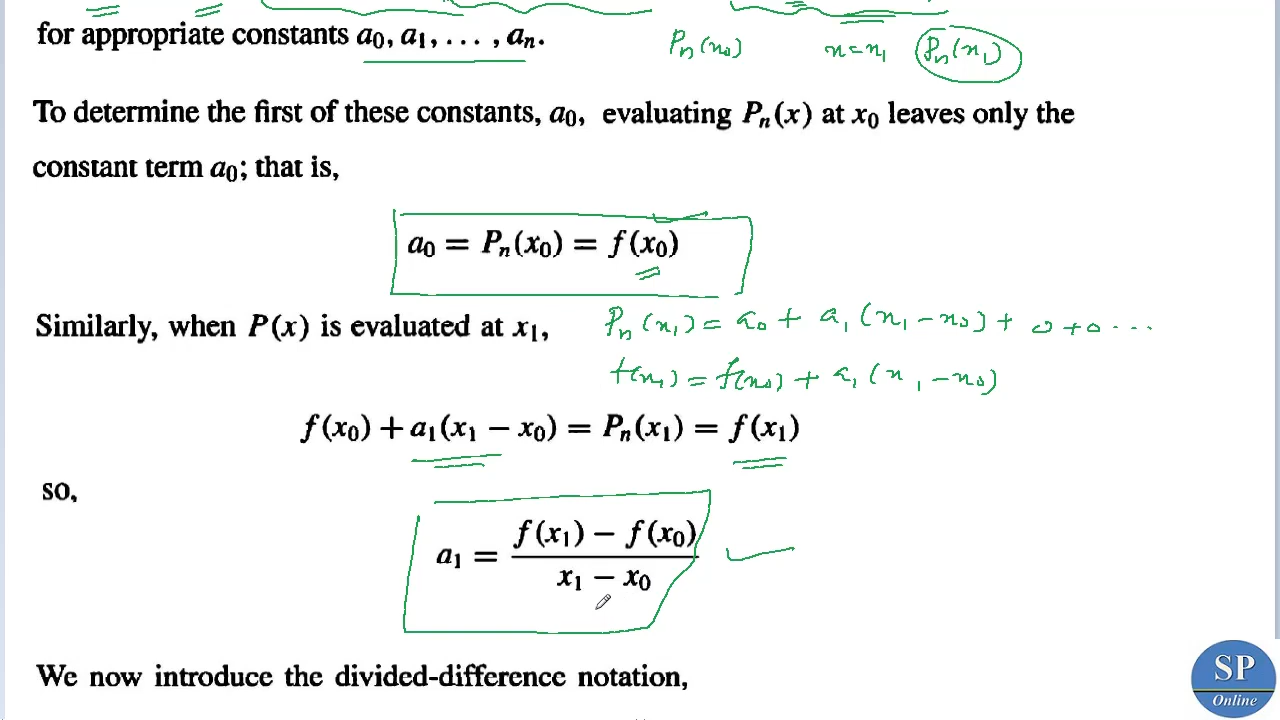 for appropriate constants a₀, a₁, . . . , aₙ.
Pₙ(x₀) x=x₁ Pₙ(x₁)
To determine the first of these constants, a₀, evaluating Pₙ(x) at x₀ leaves only the
constant term a₀; that is,
a₀ = Pₙ(x₀) = f(x₀)
Similarly, when P(x) is evaluated at x₁,
Pₙ(x₁) = a₀ + a₁(x₁ − x₀) + 0 + 0 ...
f(x₁) = f(x₀) + a₁(x₁ − x₀)
f(x₀) + a₁(x₁ − x₀) = Pₙ(x₁) = f(x₁)
so,
a₁ = \frac{f(x₁) − f(x₀)}{x₁ − x₀}
We now introduce the divided-difference notation,
SP
Online